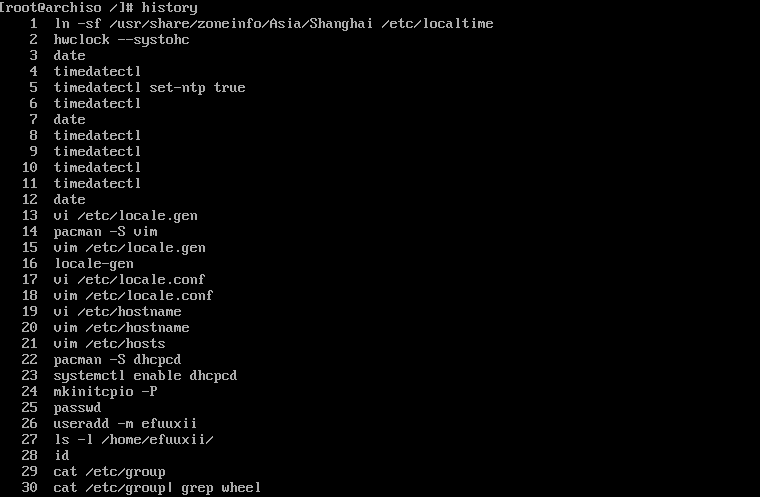 [root@archiso /]# history
1 ln -sf /usr/share/zoneinfo/Asia/Shanghai /etc/localtime
2 hwclock --systohc
3 date
4 timedatectl
5 timedatectl set-ntp true
6 timedatectl
7 date
8 timedatectl
9 timedatectl
10 timedatectl
11 timedatectl
12 date
13 vi /etc/locale.gen
14 pacman -S vim
15 vim /etc/locale.gen
16 locale-gen
17 vi /etc/locale.conf
18 vim /etc/locale.conf
19 vi /etc/hostname
20 vim /etc/hostname
21 vim /etc/hosts
22 pacman -S dhcpcd
23 systemctl enable dhcpcd
24 mkinitcpio -P
25 passwd
26 useradd -m efuuxii
27 ls -l /home/efuuxii/
28 id
29 cat /etc/group
30 cat /etc/group| grep wheel